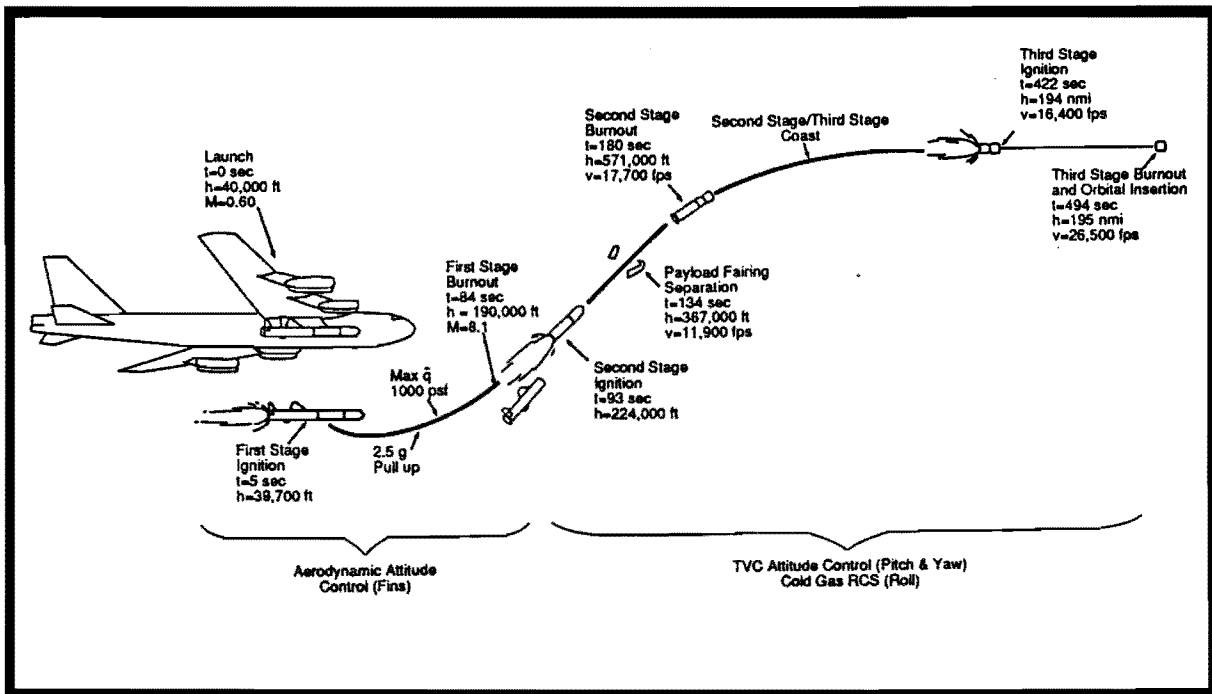 Launch
t=0 sec
h=40,000 ft
M=0.60
First Stage
Ignition
t=5 sec
h=39,700 ft
2.5 g
Pull up
Max q̄
1000 psf
First Stage
Burnout
t=84 sec
h = 190,000 ft
M=8.1
Second Stage
Ignition
t=93 sec
h=224,000 ft
Payload Fairing
Separation
t=134 sec
h=367,000 ft
v=11,900 fps
Second Stage
Burnout
t=180 sec
h=571,000 ft
v=17,700 fps
Second Stage/Third Stage
Coast
Third Stage
Ignition
t=422 sec
h=194 nmi
v=16,400 fps
Third Stage Burnout
and Orbital Insertion
t=494 sec
h=195 nmi
v=26,500 fps
Aerodynamic Attitude
Control (Fins)
TVC Attitude Control (Pitch & Yaw)
Cold Gas RCS (Roll)